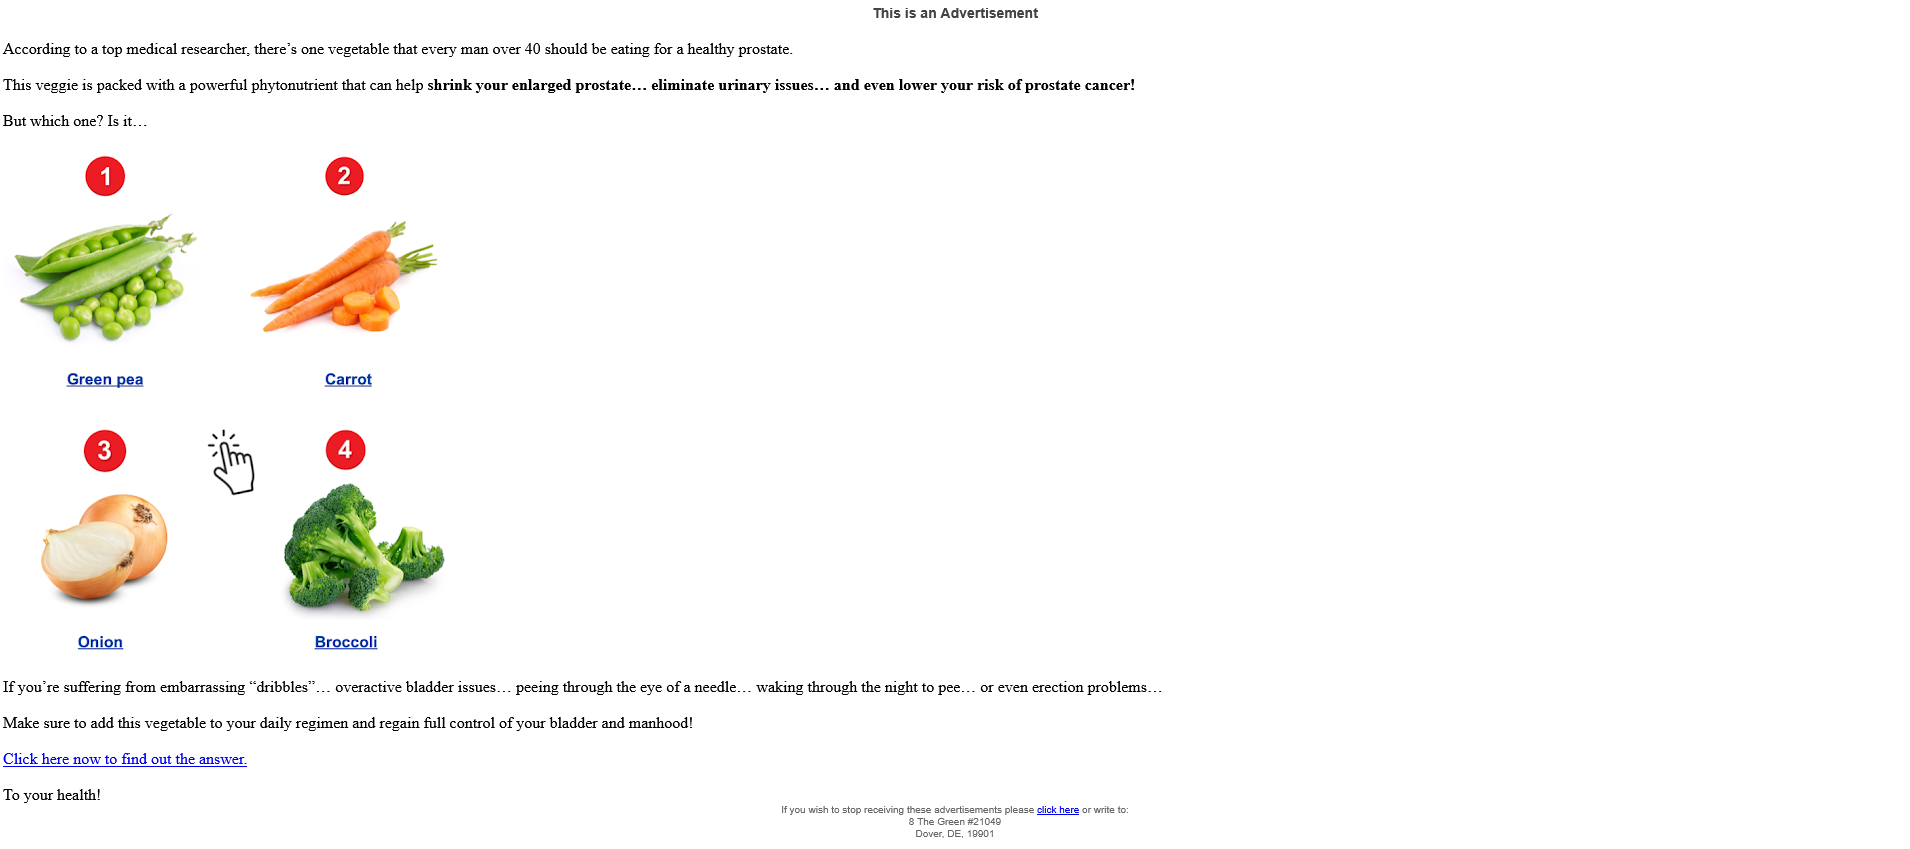 This is an Advertisement
According to a top medical researcher, there’s one vegetable that every man over 40 should be eating for a healthy prostate.
This veggie is packed with a powerful phytonutrient that can help shrink your enlarged prostate… eliminate urinary issues… and even lower your risk of prostate cancer!
But which one? Is it…
1 2
Green pea Carrot
3 4
Onion Broccoli
If you’re suffering from embarrassing “dribbles”… overactive bladder issues… peeing through the eye of a needle… waking through the night to pee… or even erection problems…
Make sure to add this vegetable to your daily regimen and regain full control of your bladder and manhood!
Click here now to find out the answer.
To your health!
If you wish to stop receiving these advertisements please click here or write to:
8 The Green #21049
Dover, DE, 19901